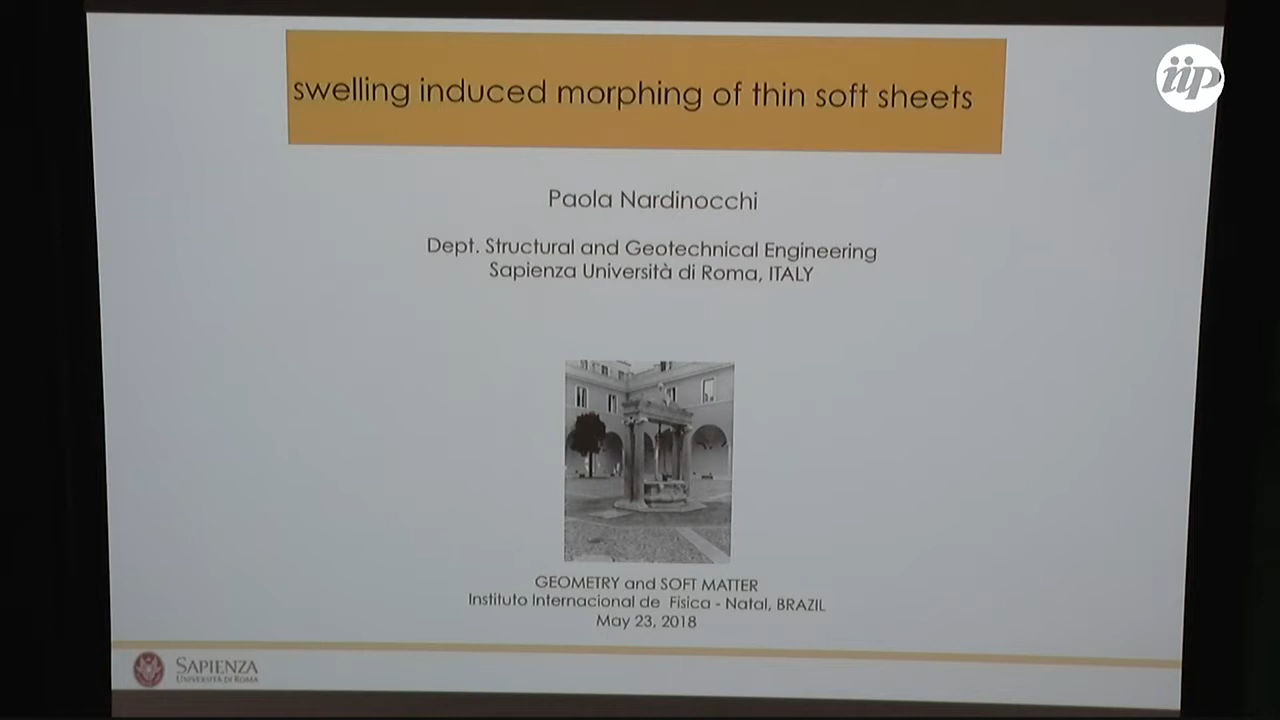 swelling induced morphing of thin soft sheets
iip
Paola Nardinocchi
Dept. Structural and Geotechnical Engineering
Sapienza Università di Roma, ITALY
GEOMETRY and SOFT MATTER
Instituto Internacional de Fisica - Natal, BRAZIL
May 23, 2018
SAPIENZA
UNIVERSITÀ DI ROMA